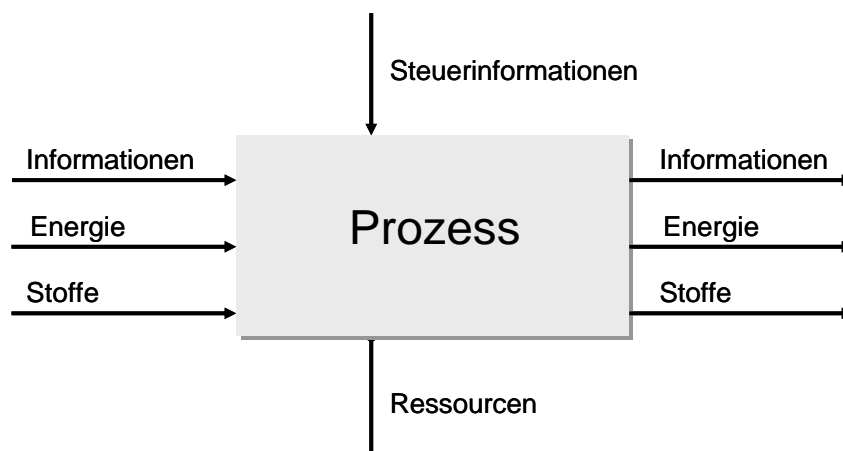 Steuerinformationen
Informationen
Informationen
Energie
Prozess
Energie
Stoffe
Stoffe
Ressourcen